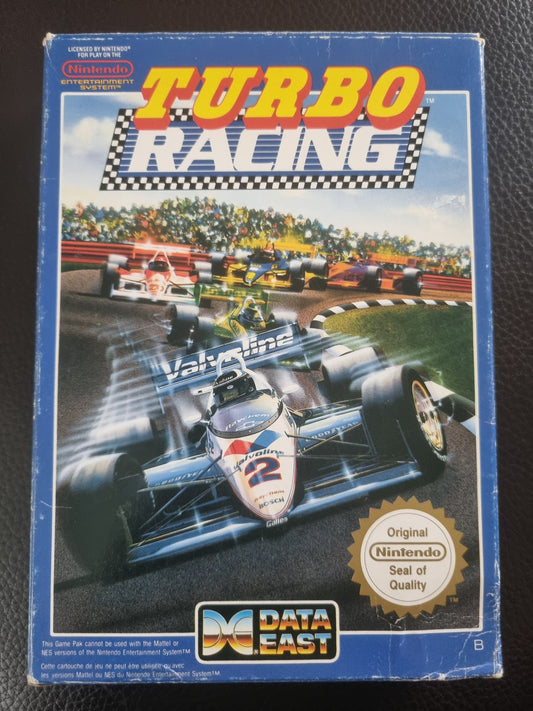 LICENSED BY NINTENDO®
FOR PLAY ON THE
Nintendo
ENTERTAINMENT
SYSTEM™
TURBO
RACING
™
Valvoline
GOODYEAR
Valvoline
2
BOSCH
Galles
GOODYEAR
Original
Nintendo
Seal of
Quality
™
DATA
EAST
This Game Pak cannot be used with the Mattel or
NES versions of the Nintendo Entertainment System™
Cette cartouche de jeu ne peut être utilisée qu'avec
les versions Mattel ou NES du Nintendo Entertainment System™
B